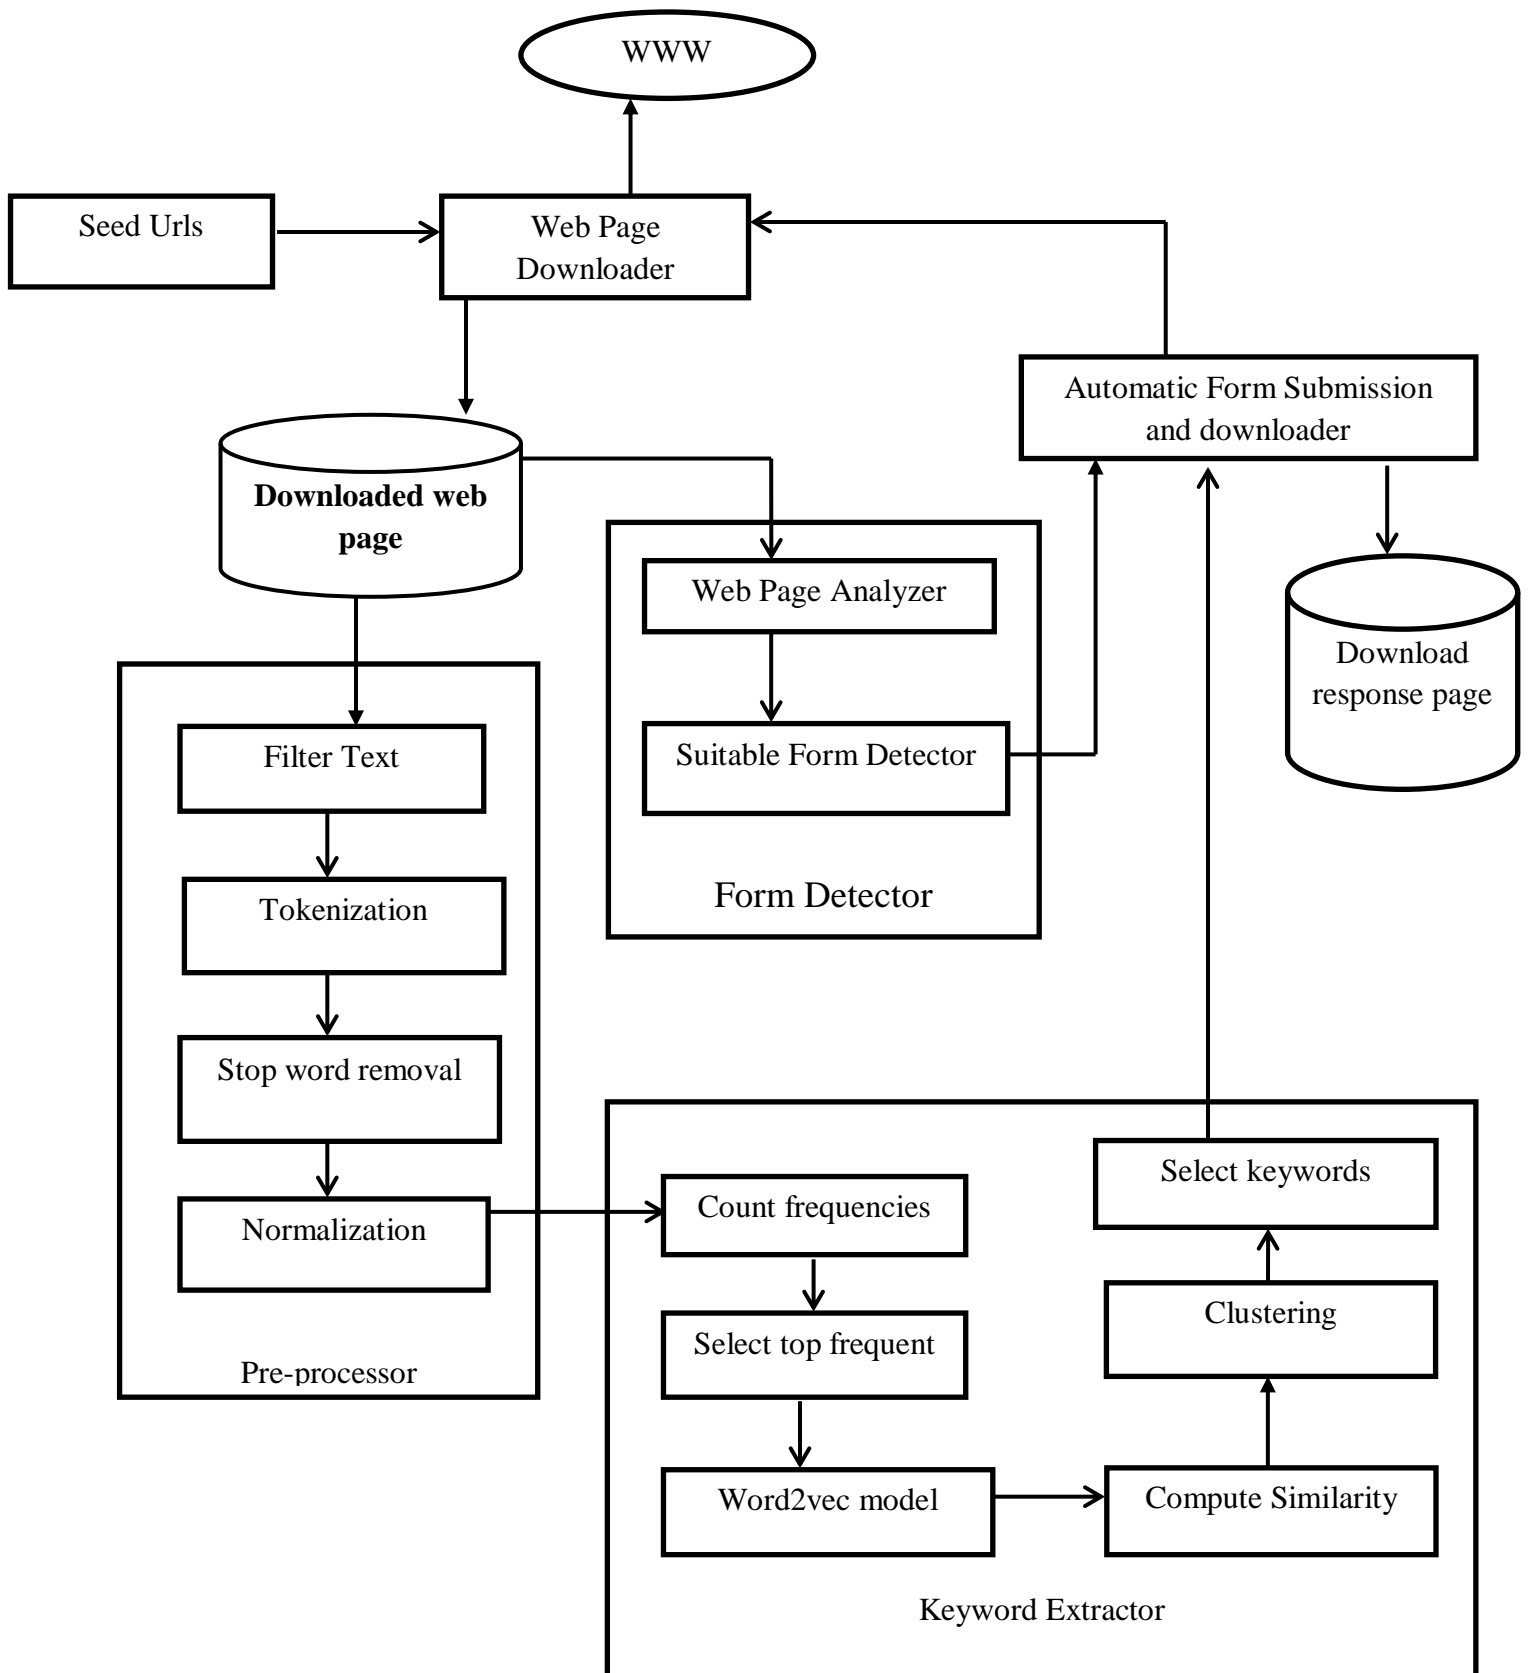 WWW
Seed Urls
Web Page
Downloader
Automatic Form Submission
and downloader
Downloaded web
page
Web Page Analyzer
Download
response page
Suitable Form Detector
Form Detector
Filter Text
Tokenization
Stop word removal
Normalization
Pre-processor
Count frequencies
Select top frequent
Word2vec model
Select keywords
Clustering
Compute Similarity
Keyword Extractor